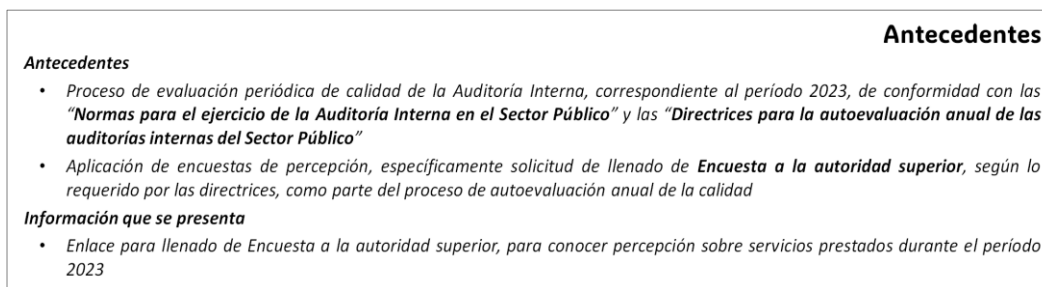 Antecedentes
Antecedentes
• Proceso de evaluación periódica de calidad de la Auditoría Interna, correspondiente al período 2023, de conformidad con las
“Normas para el ejercicio de la Auditoría Interna en el Sector Público” y las “Directrices para la autoevaluación anual de las
auditorías internas del Sector Público”
• Aplicación de encuestas de percepción, específicamente solicitud de llenado de Encuesta a la autoridad superior, según lo
requerido por las directrices, como parte del proceso de autoevaluación anual de la calidad
Información que se presenta
• Enlace para llenado de Encuesta a la autoridad superior, para conocer percepción sobre servicios prestados durante el período
2023